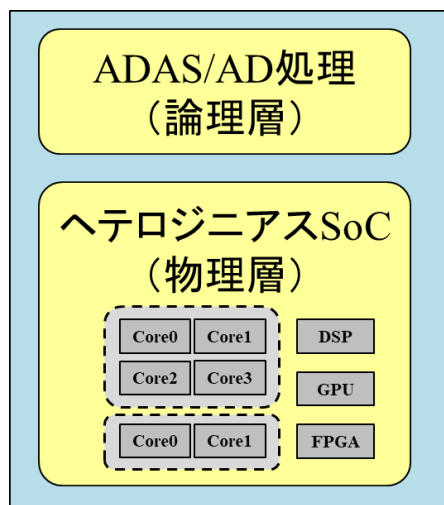 ADAS/AD処理
（論理層）
ヘテロジニアスSoC
（物理層）
Core0 Core1 DSP
Core2 Core3 GPU
Core0 Core1 FPGA